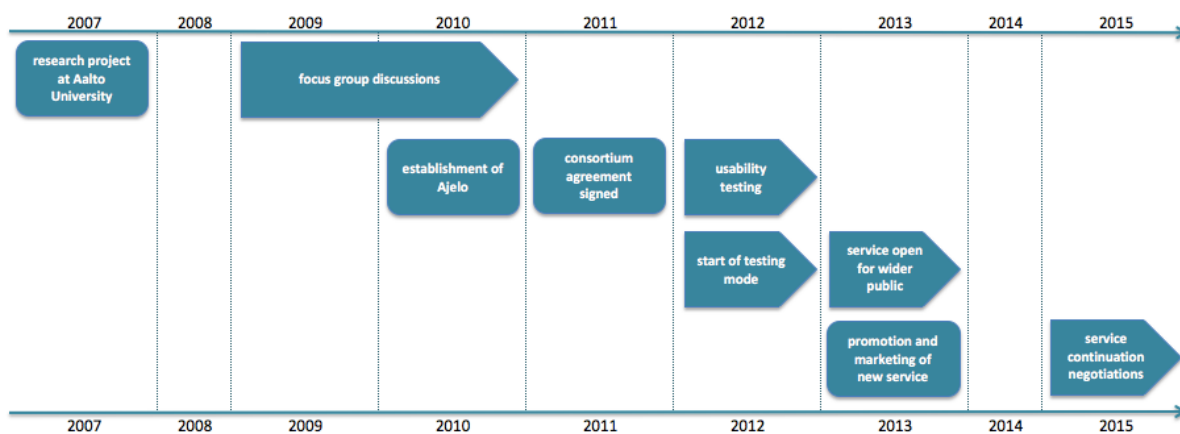 2007 2008 2009 2010 2011 2012 2013 2014 2015
research project
at Aalto
University
focus group discussions
establishment of
Ajelo
consortium
agreement
signed
usability
testing
start of testing
mode
service open
for wider
public
promotion and
marketing of
new service
service
continuation
negotiations
2007 2008 2009 2010 2011 2012 2013 2014 2015